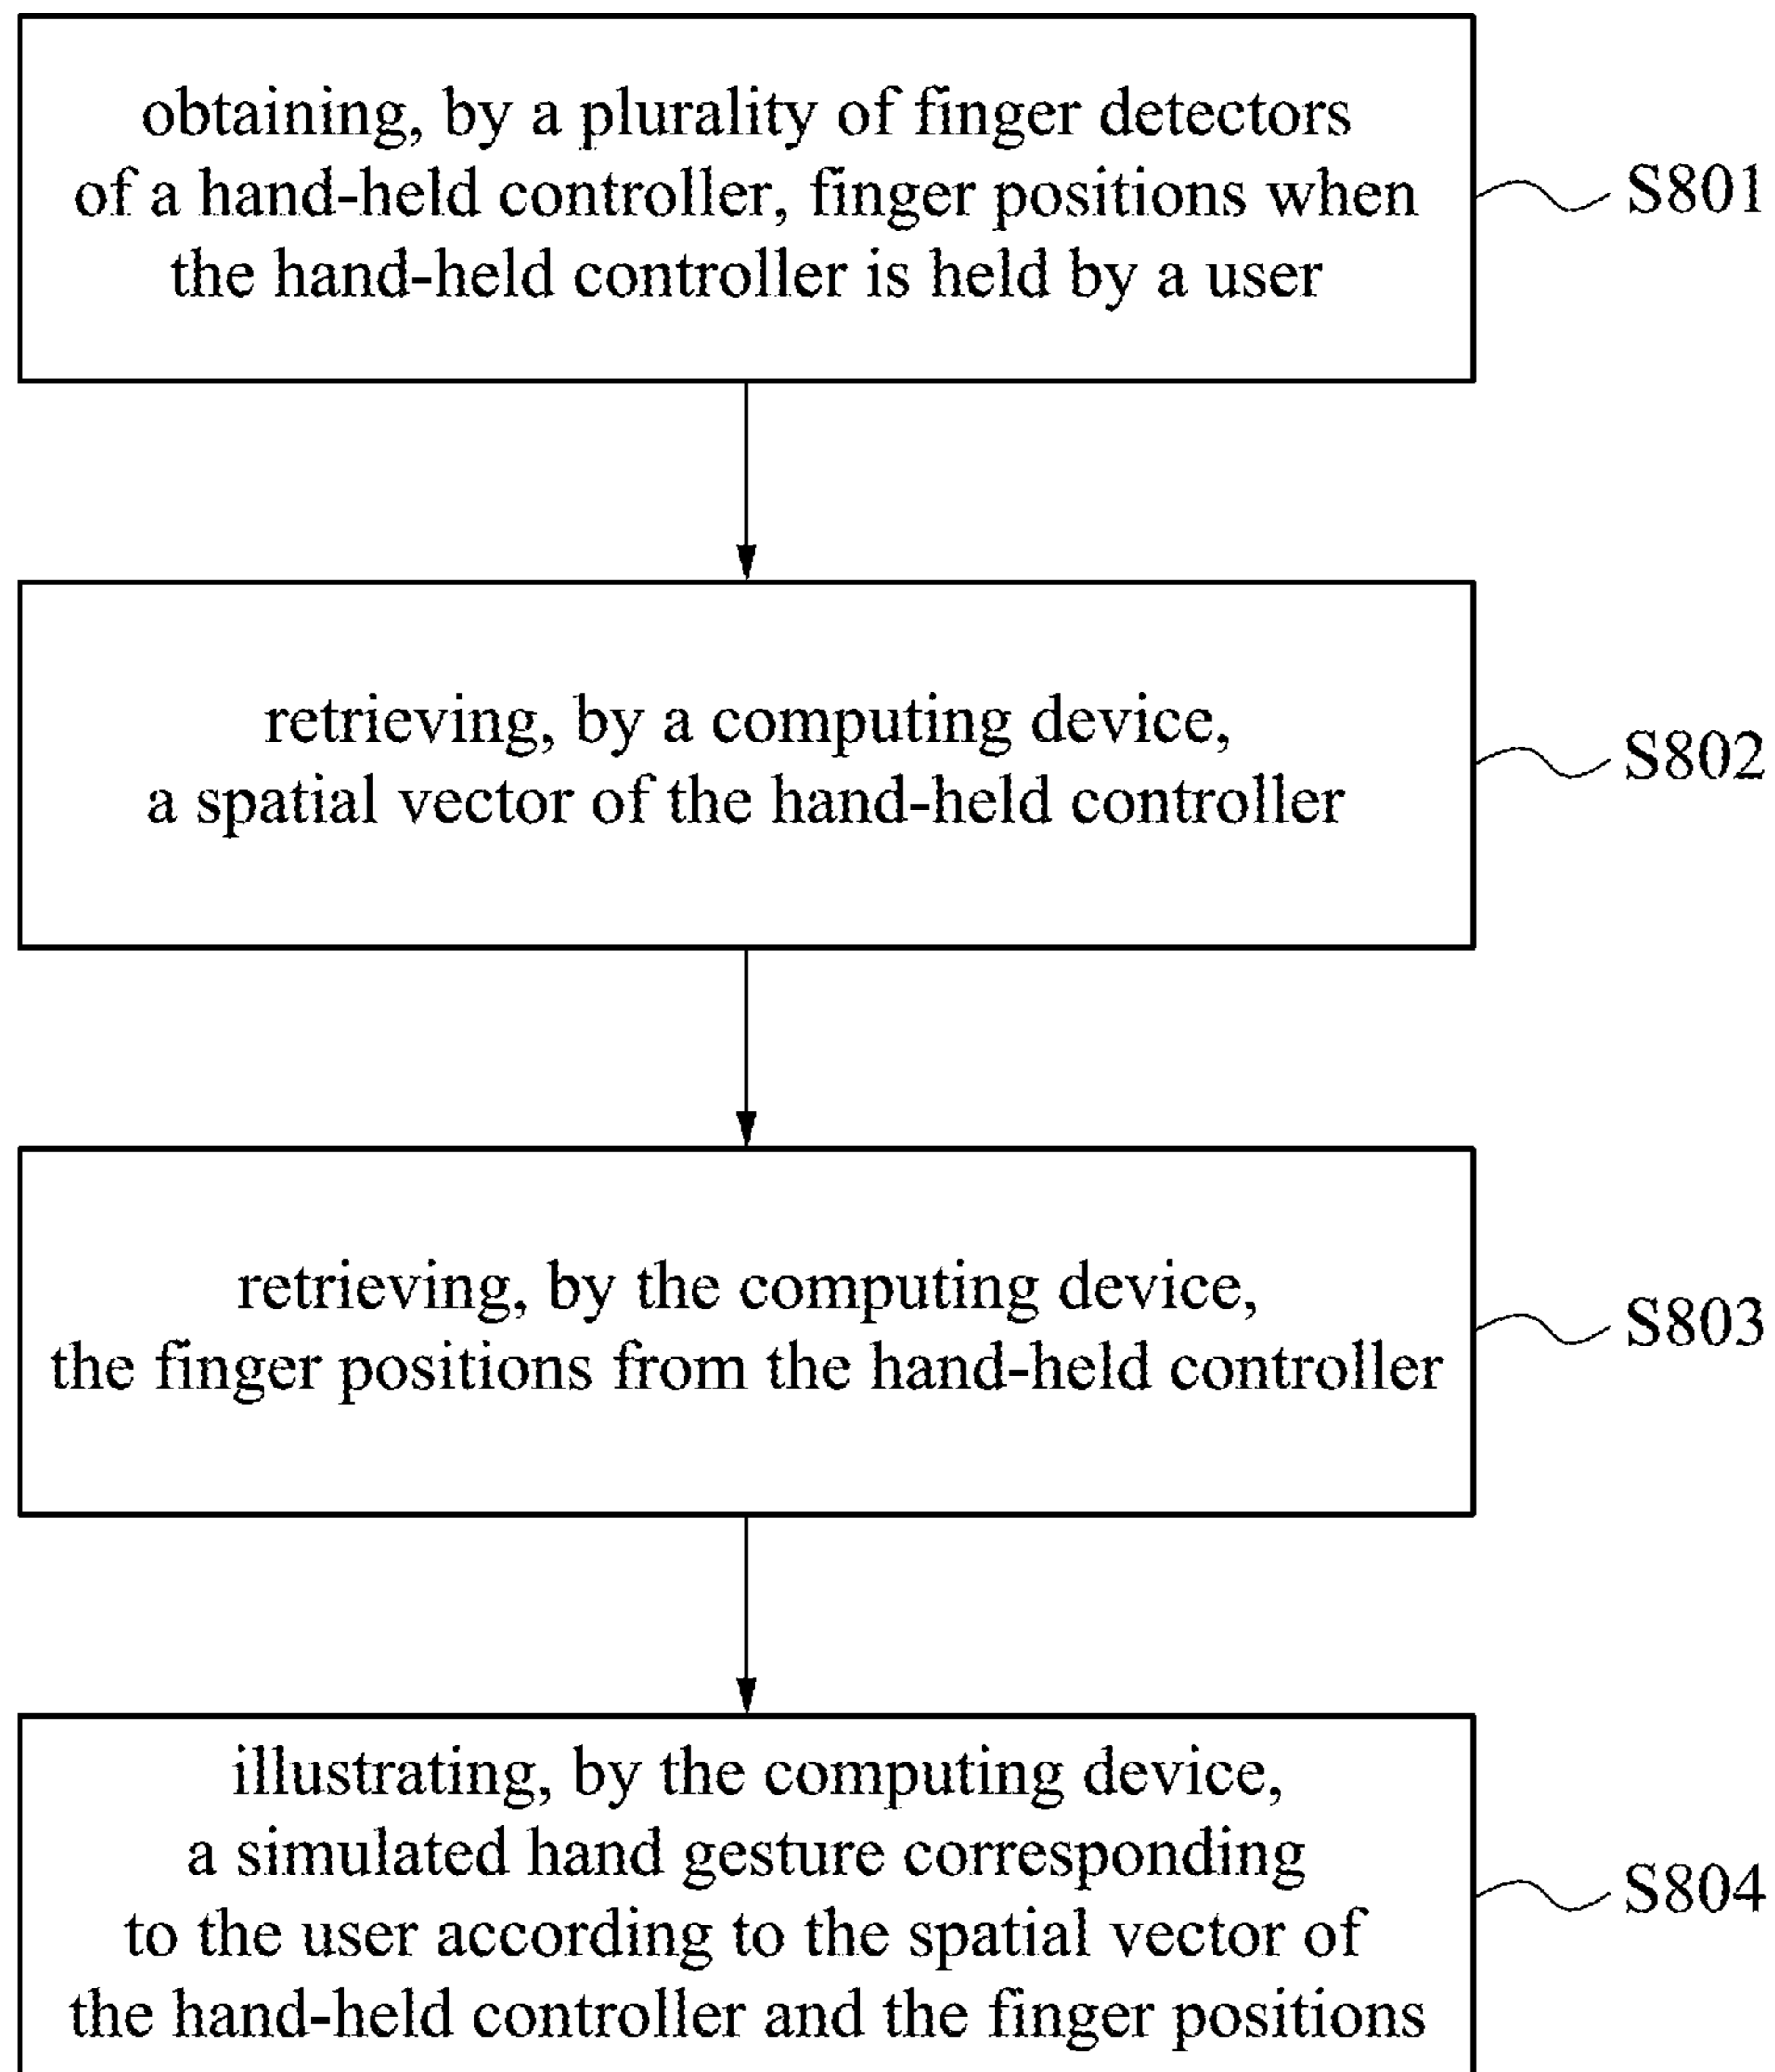 obtaining, by a plurality of finger detectors
of a hand-held controller, finger positions when
the hand-held controller is held by a user
S801
retrieving, by a computing device,
a spatial vector of the hand-held controller
S802
retrieving, by the computing device,
the finger positions from the hand-held controller
S803
illustrating, by the computing device,
a simulated hand gesture corresponding
to the user according to the spatial vector of
the hand-held controller and the finger positions
S804